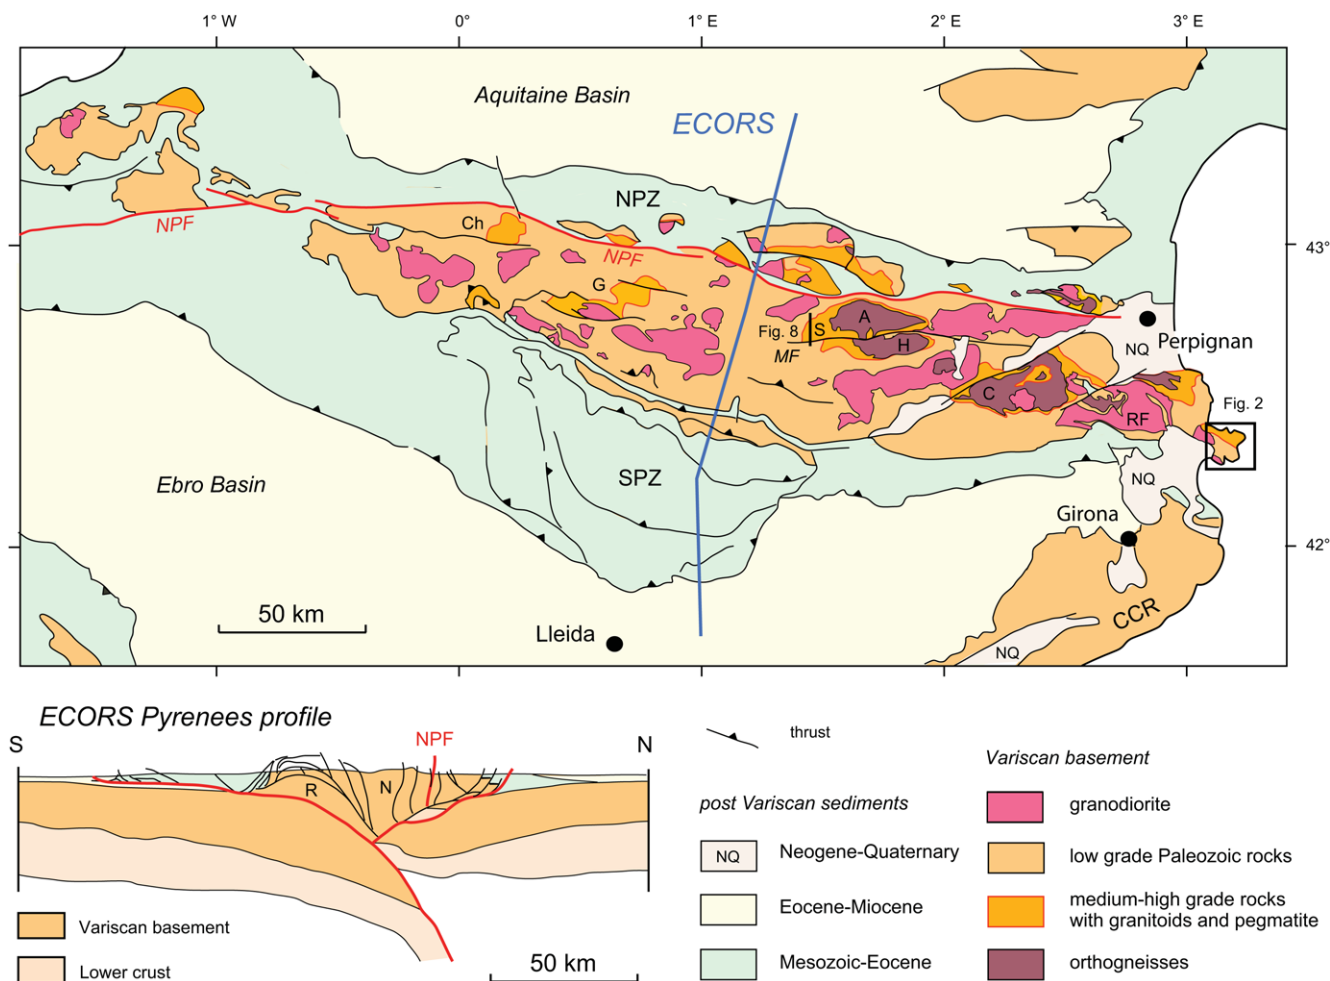 1° W 0° 1° E 2° E 3° E
Aquitaine Basin
ECORS
NPZ
NPF
Ch
NPF
43°
G
A
Fig. 8 S
MF
H
Perpignan
NQ
C
RF
Fig. 2
Ebro Basin
SPZ
NQ
Girona
42°
50 km
CCR
Lleida
NQ
ECORS Pyrenees profile
S
NPF
N
R
N
Variscan basement
Lower crust
50 km
thrust
post Variscan sediments
NQ Neogene-Quaternary
Eocene-Miocene
Mesozoic-Eocene
Variscan basement
granodiorite
low grade Paleozoic rocks
medium-high grade rocks
with granitoids and pegmatite
orthogneisses